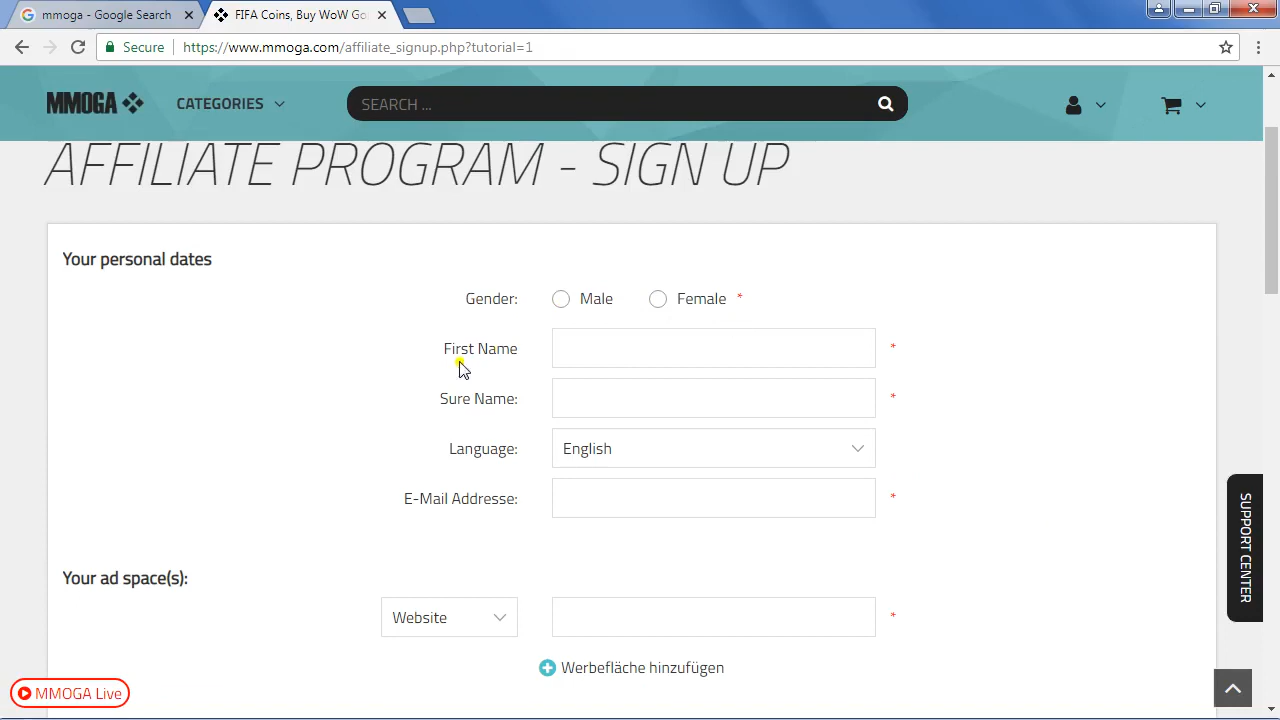 mmoga - Google Search
FIFA Coins, Buy WoW Go
Secure https://www.mmoga.com/affiliate_signup.php?tutorial=1
MMOGA CATEGORIES SEARCH ...
AFFILIATE PROGRAM - SIGN UP
Your personal dates
Gender: Male Female *
First Name *
Sure Name: *
Language: English
E-Mail Addresse: *
SUPPORT CENTER
Your ad space(s):
Website *
Werbefläche hinzufügen
MMOGA Live